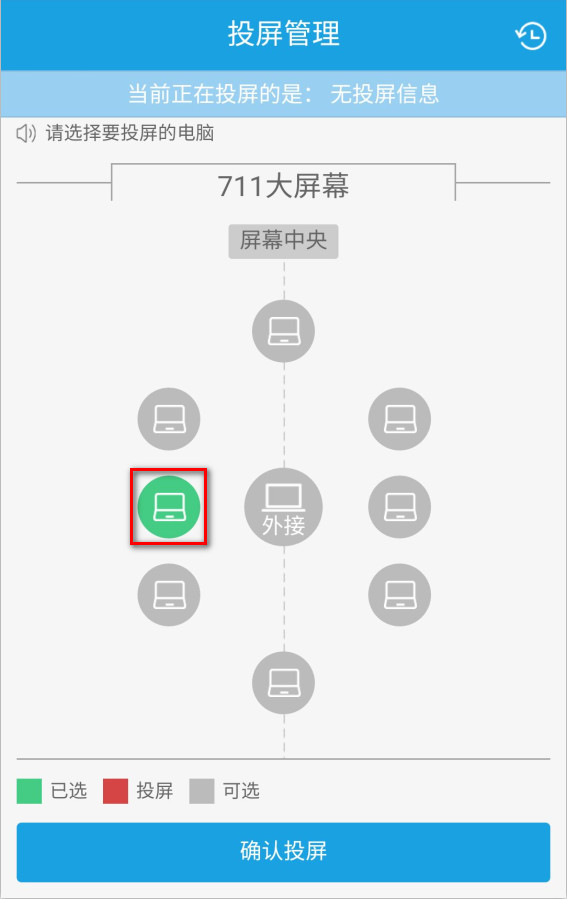 投屏管理
当前正在投屏的是： 无投屏信息
请选择要投屏的电脑
711大屏幕
屏幕中央
外接
已选 投屏 可选
确认投屏